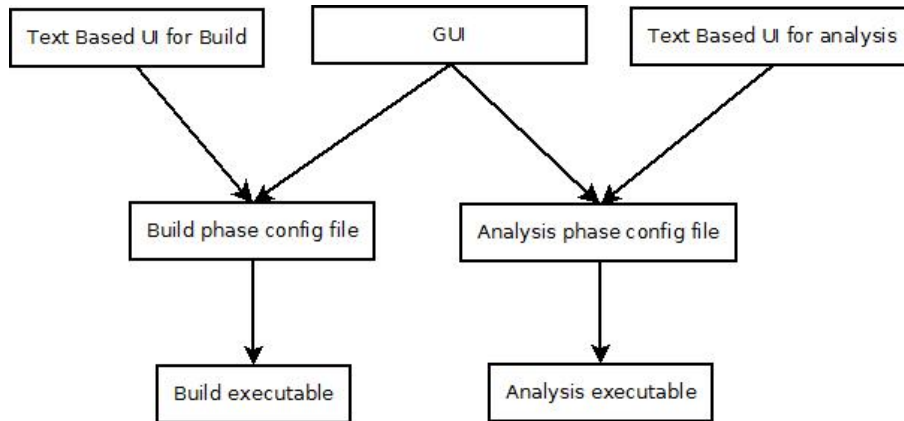 Text Based UI for Build
GUI
Text Based UI for analysis
Build phase config file
Analysis phase config file
Build executable
Analysis executable